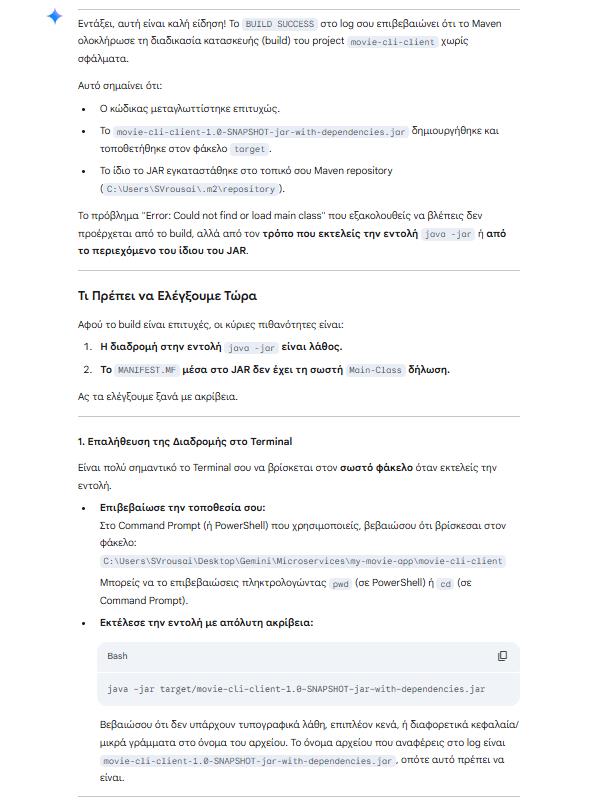 Εντάξει, αυτή είναι καλή είδηση! Το BUILD SUCCESS στο log σου επιβεβαιώνει ότι το Maven
ολοκλήρωσε τη διαδικασία κατασκευής (build) του project movie-cli-client χωρίς
σφάλματα.
Αυτό σημαίνει ότι:
• Ο κώδικας μεταγλωττίστηκε επιτυχώς.
• Το movie-cli-client-1.0-SNAPSHOT-jar-with-dependencies.jar δημιουργήθηκε και
τοποθετήθηκε στον φάκελο target.
• Το ίδιο το JAR εγκαταστάθηκε στο τοπικό σου Maven repository
(C:\Users\SVrousai\.m2\repository).
Το πρόβλημα "Error: Could not find or load main class" που εξακολουθείς να βλέπεις δεν
προέρχεται από το build, αλλά από τον τρόπο που εκτελείς την εντολή java -jar ή από
το περιεχόμενο του ίδιου του JAR.
Τι Πρέπει να Ελέγξουμε Τώρα
Αφού το build είναι επιτυχές, οι κύριες πιθανότητες είναι:
1. Η διαδρομή στην εντολή java -jar είναι λάθος.
2. Το MANIFEST.MF μέσα στο JAR δεν έχει τη σωστή Main-Class δήλωση.
Ας τα ελέγξουμε ξανά με ακρίβεια.
1. Επαλήθευση της Διαδρομής στο Terminal
Είναι πολύ σημαντικό το Terminal σου να βρίσκεται στον σωστό φάκελο όταν εκτελείς την
εντολή.
• Επιβεβαίωσε την τοποθεσία σου:
Στο Command Prompt (ή PowerShell) που χρησιμοποιείς, βεβαιώσου ότι βρίσκεσαι στον
φάκελο:
C:\Users\SVrousai\Desktop\Gemini\Microservices\my-movie-app\movie-cli-client
Μπορείς να το επιβεβαιώσεις πληκτρολογώντας pwd (σε PowerShell) ή cd (σε
Command Prompt).
• Εκτέλεσε την εντολή με απόλυτη ακρίβεια:
Bash
java -jar target/movie-cli-client-1.0-SNAPSHOT-jar-with-dependencies.jar
Βεβαιώσου ότι δεν υπάρχουν τυπογραφικά λάθη, επιπλέον κενά, ή διαφορετικά κεφαλαία/
μικρά γράμματα στο όνομα του αρχείου. Το όνομα αρχείου που αναφέρεις στο log είναι
movie-cli-client-1.0-SNAPSHOT-jar-with-dependencies.jar, οπότε αυτό πρέπει να
είναι.